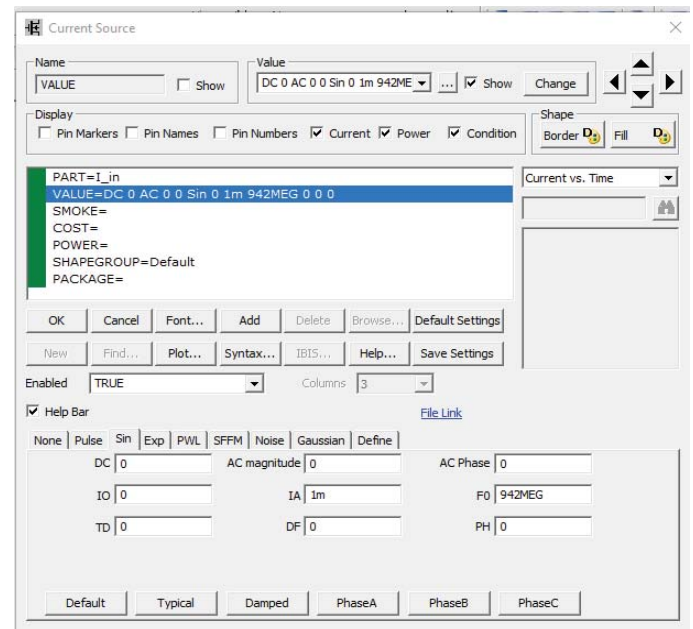 Current Source
Name
VALUE
Show
Value
DC 0 AC 0 0 Sin 0 1m 942ME
...
Show
Change
Display
Pin Markers
Pin Names
Pin Numbers
Current
Power
Condition
Shape
Border
Fill
PART=I_in
VALUE=DC 0 AC 0 0 Sin 0 1m 942MEG 0 0 0
SMOKE=
COST=
POWER=
SHAPEGROUP=Default
PACKAGE=
Current vs. Time
OK
Cancel
Font...
Add
Delete
Browse...
Default Settings
New
Find...
Plot...
Syntax...
IBIS...
Help...
Save Settings
Enabled
TRUE
Columns
3
Help Bar
File Link
None
Pulse
Sin
Exp
PWL
SFFM
Noise
Gaussian
Define
DC 0
AC magnitude 0
AC Phase 0
IO 0
IA 1m
F0 942MEG
TD 0
DF 0
PH 0
Default
Typical
Damped
PhaseA
PhaseB
PhaseC